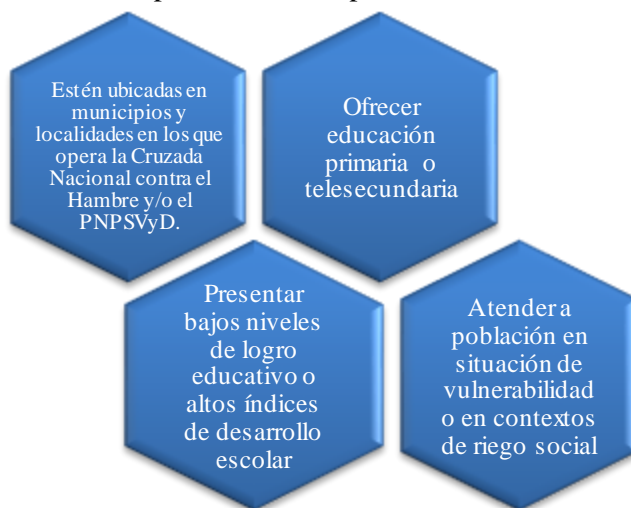 Estén ubicadas en
municipios y
localidades en los que
opera la Cruzada
Nacional contra el
Hambre y/o el
PNPSVyD.
Ofrecer
educación
primaria o
telesecundaria
Presentar
bajos niveles
de logro
educativo o
altos índices
de desarrollo
escolar
Atender a
población en
situación de
vulnerabilidad
o en contextos
de riego social